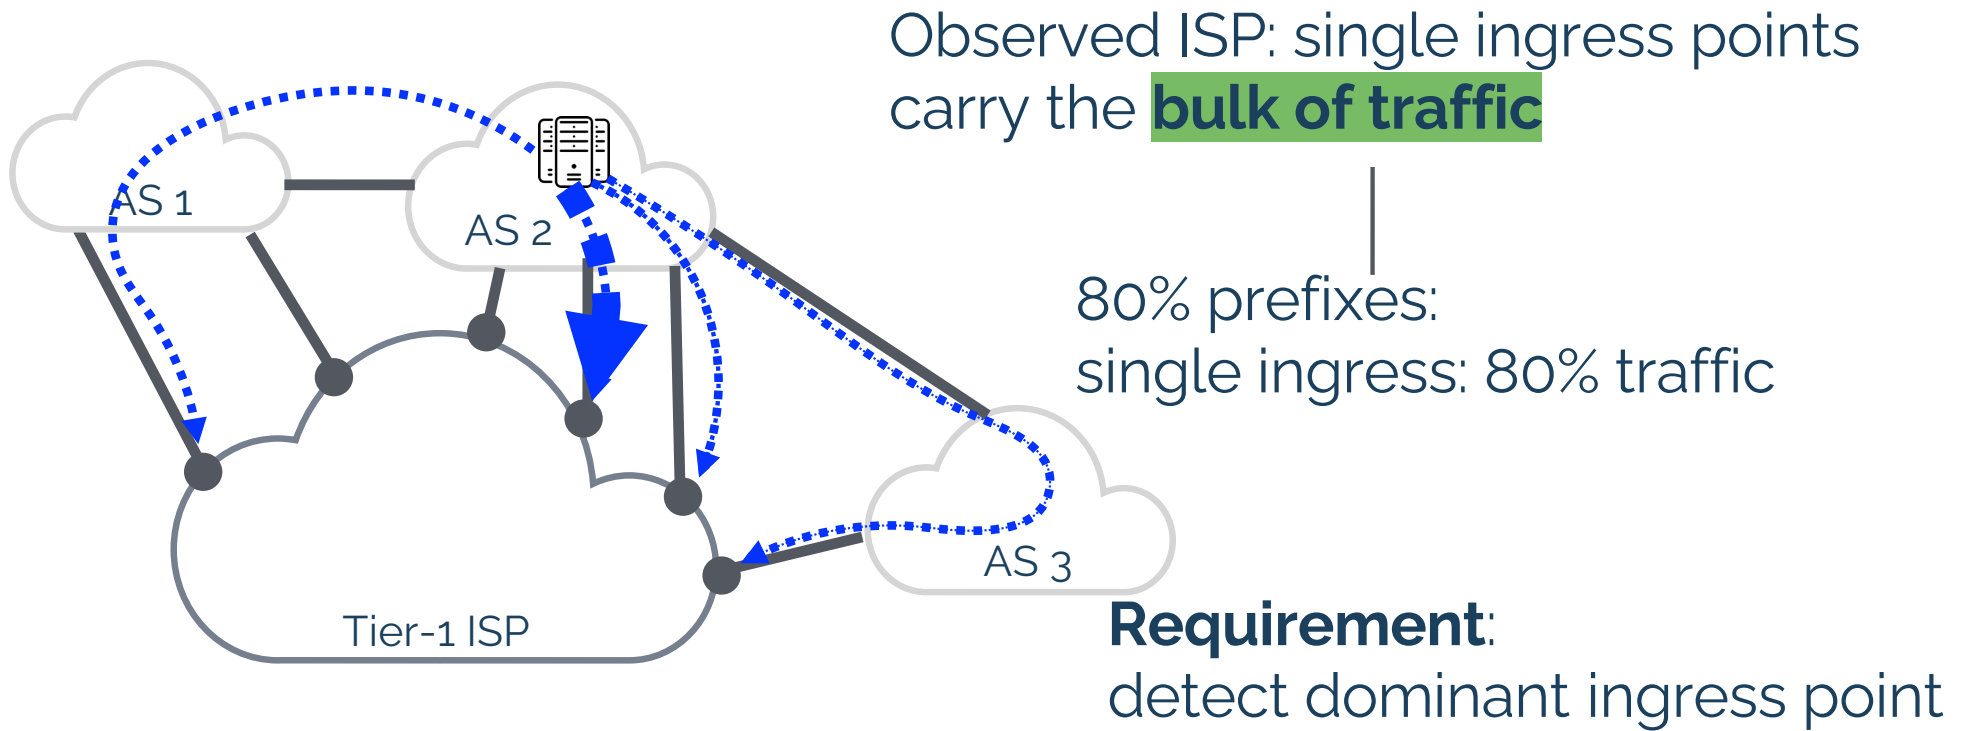 Observed ISP: single ingress points
carry the bulk of traffic
AS 1
AS 2
80% prefixes:
single ingress: 80% traffic
AS 3
Tier-1 ISP
Requirement:
detect dominant ingress point